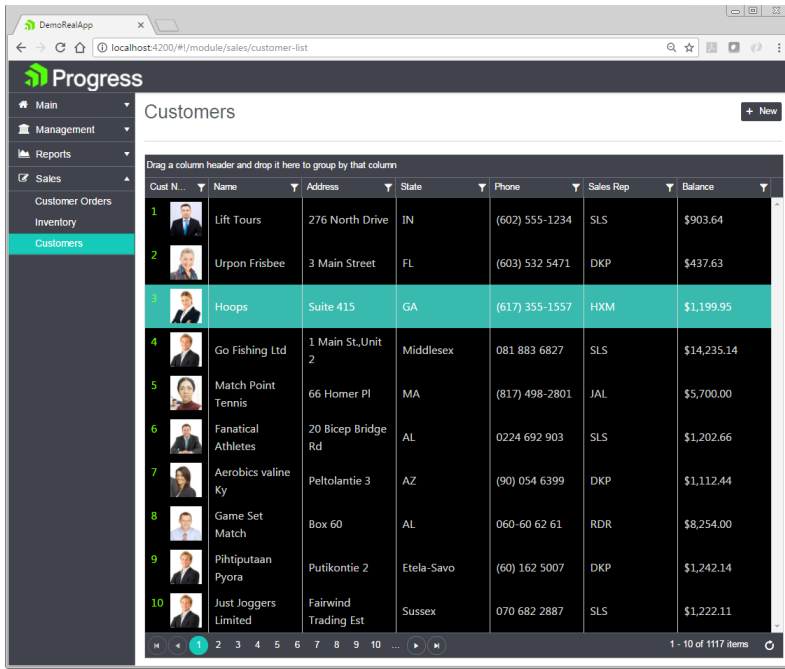 DemoRealApp
localhost:4200/#!/module/sales/customer-list
Progress
Main
Management
Reports
Sales
Customer Orders
Inventory
Customers
Customers
+ New
Drag a column header and drop it here to group by that column
Cust N... Name Address State Phone Sales Rep Balance
1 Lift Tours 276 North Drive IN (602) 555-1234 SLS $903.64
2 Urpon Frisbee 3 Main Street FL (603) 532 5471 DKP $437.63
3 Hoops Suite 415 GA (617) 355-1557 HXM $1,199.95
4 Go Fishing Ltd 1 Main St.,Unit
2 Middlesex 081 883 6827 SLS $14,235.14
5 Match Point
Tennis 66 Homer Pl MA (817) 498-2801 JAL $5,700.00
6 Fanatical
Athletes 20 Bicep Bridge
Rd AL 0224 692 903 SLS $1,202.66
7 Aerobics valine
Ky Peltolantie 3 AZ (90) 054 6399 DKP $1,112.44
8 Game Set
Match Box 60 AL 060-60 62 61 RDR $8,254.00
9 Pihtiputaan
Pyora Putikontie 2 Etela-Savo (60) 162 5007 DKP $1,242.14
10 Just Joggers
Limited Fairwind
Trading Est Sussex 070 682 2887 SLS $1,222.11
1 2 3 4 5 6 7 8 9 10 ... 1 - 10 of 1117 items